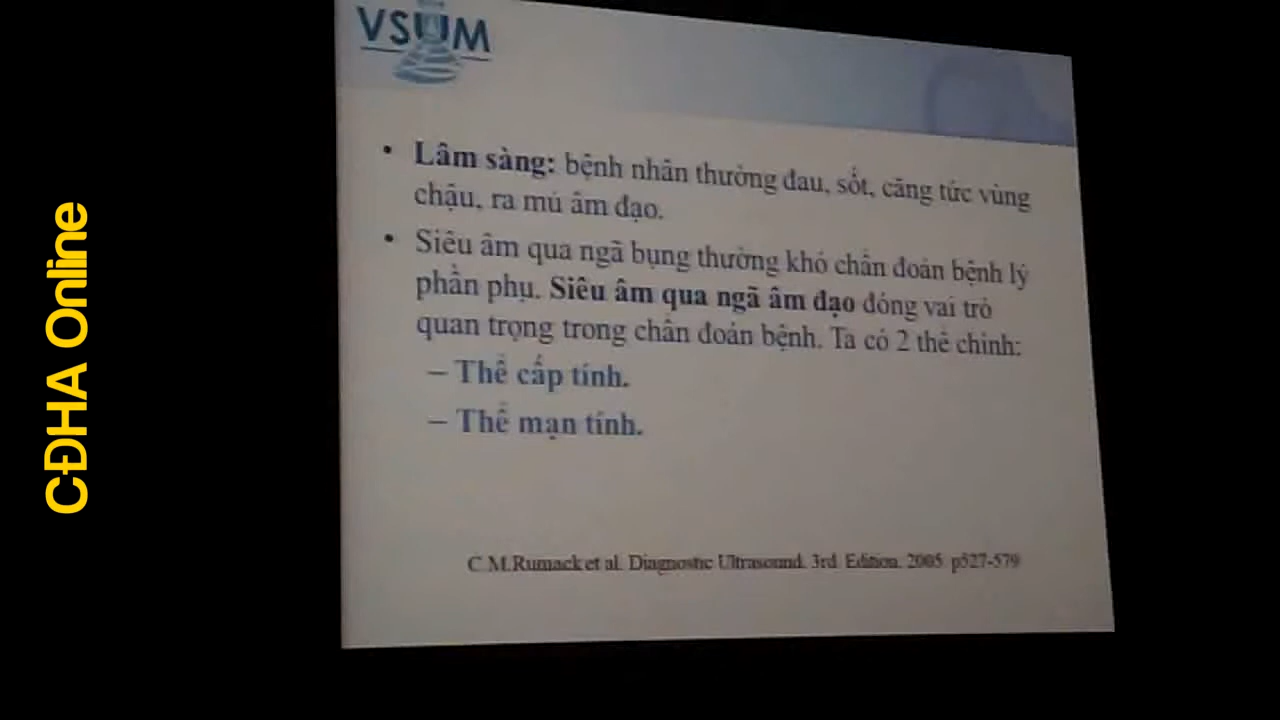 VSUM
CĐHA Online
• Lâm sàng: bệnh nhân thường đau, sốt, căng tức vùng
chậu, ra mủ âm đạo.
• Siêu âm qua ngã bụng thường khó chẩn đoán bệnh lý
phần phụ. Siêu âm qua ngã âm đạo đóng vai trò
quan trọng trong chẩn đoán bệnh. Ta có 2 thể chính:
– Thể cấp tính.
– Thể mạn tính.
C.M.Rumack et al. Diagnostic Ultrasound. 3rd. Edition. 2005. p527-579